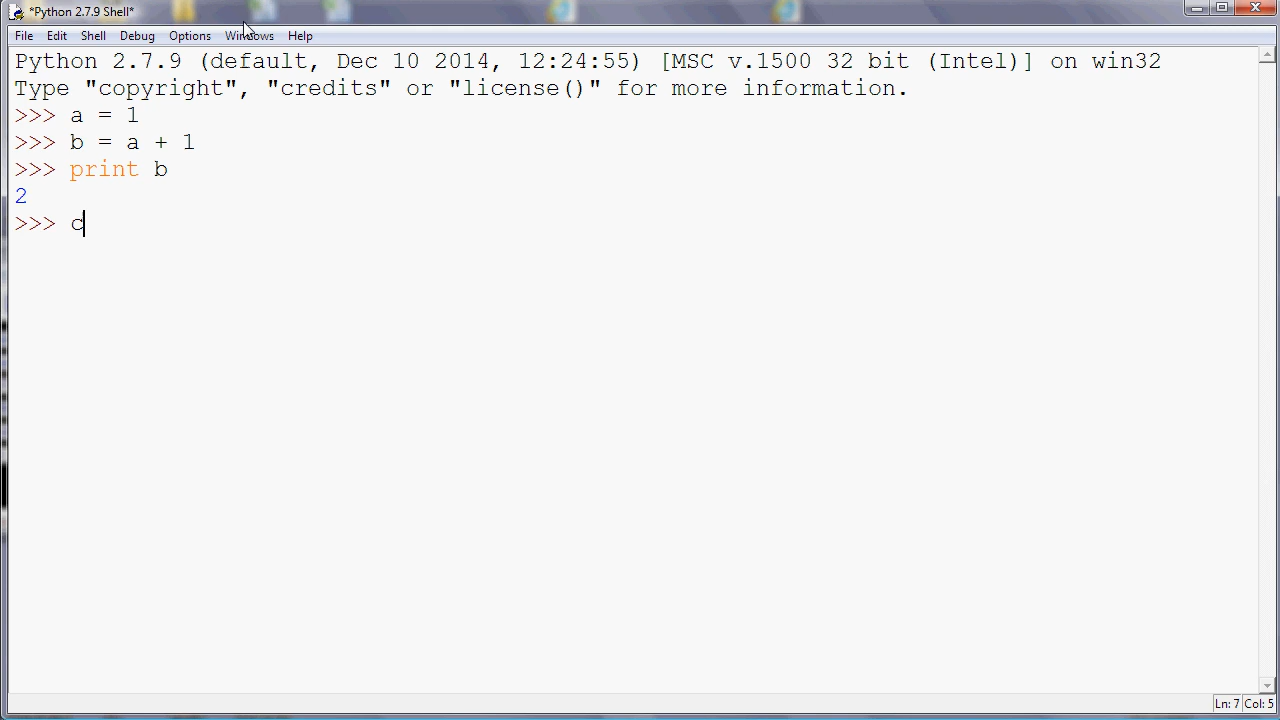 *Python 2.7.9 Shell*
File Edit Shell Debug Options Windows Help
Python 2.7.9 (default, Dec 10 2014, 12:24:55) [MSC v.1500 32 bit (Intel)] on win32
Type "copyright", "credits" or "license()" for more information.
>>> a = 1
>>> b = a + 1
>>> print b
2
>>> c
Ln: 7 Col: 5